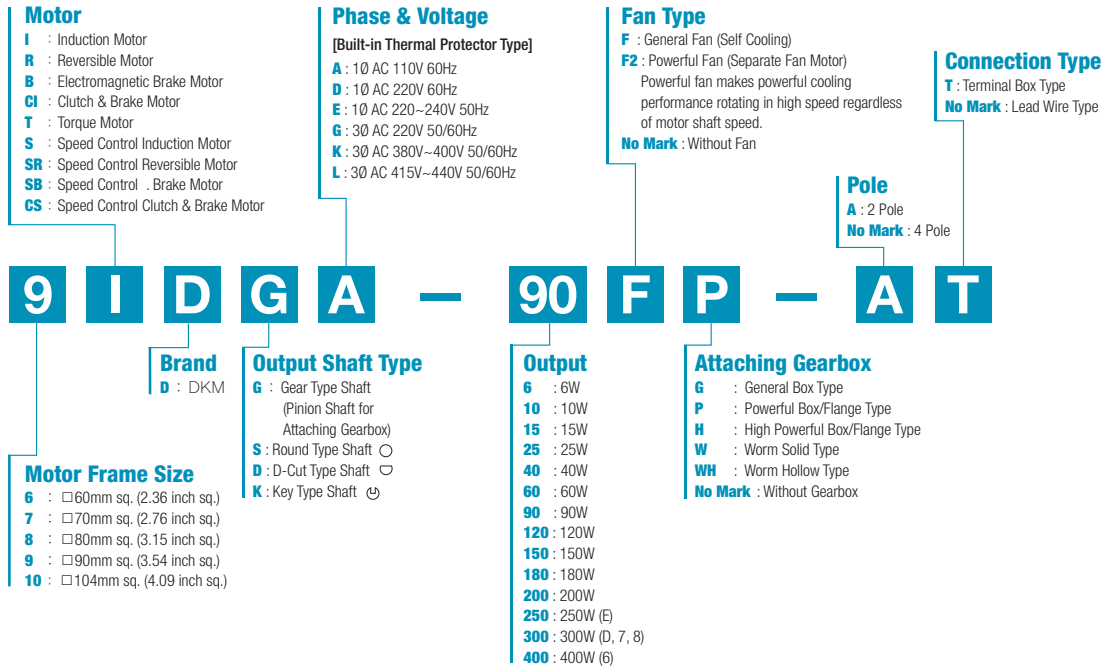 Motor
I : Induction Motor
R : Reversible Motor
B : Electromagnetic Brake Motor
CI : Clutch & Brake Motor
T : Torque Motor
S : Speed Control Induction Motor
SR : Speed Control Reversible Motor
SB : Speed Control . Brake Motor
CS : Speed Control Clutch & Brake Motor
Phase & Voltage
[Built-in Thermal Protector Type]
A : 1Ø AC 110V 60Hz
D : 1Ø AC 220V 60Hz
E : 1Ø AC 220~240V 50Hz
G : 3Ø AC 220V 50/60Hz
K : 3Ø AC 380V~400V 50/60Hz
L : 3Ø AC 415V~440V 50/60Hz
Fan Type
F : General Fan (Self Cooling)
F2 : Powerful Fan (Separate Fan Motor)
Powerful fan makes powerful cooling
performance rotating in high speed regardless
of motor shaft speed.
No Mark : Without Fan
Connection Type
T : Terminal Box Type
No Mark : Lead Wire Type
Pole
A : 2 Pole
No Mark : 4 Pole
9 I D G A – 90 F P – A T
Brand
D : DKM
Output Shaft Type
G : Gear Type Shaft
(Pinion Shaft for
Attaching Gearbox)
S : Round Type Shaft
D : D-Cut Type Shaft
K : Key Type Shaft
Output
6 : 6W
10 : 10W
15 : 15W
25 : 25W
40 : 40W
60 : 60W
90 : 90W
120 : 120W
150 : 150W
180 : 180W
200 : 200W
250 : 250W (E)
300 : 300W (D, 7, 8)
400 : 400W (6)
Attaching Gearbox
G : General Box Type
P : Powerful Box/Flange Type
H : High Powerful Box/Flange Type
W : Worm Solid Type
WH : Worm Hollow Type
No Mark : Without Gearbox
Motor Frame Size
6 : □60mm sq. (2.36 inch sq.)
7 : □70mm sq. (2.76 inch sq.)
8 : □80mm sq. (3.15 inch sq.)
9 : □90mm sq. (3.54 inch sq.)
10 : □104mm sq. (4.09 inch sq.)